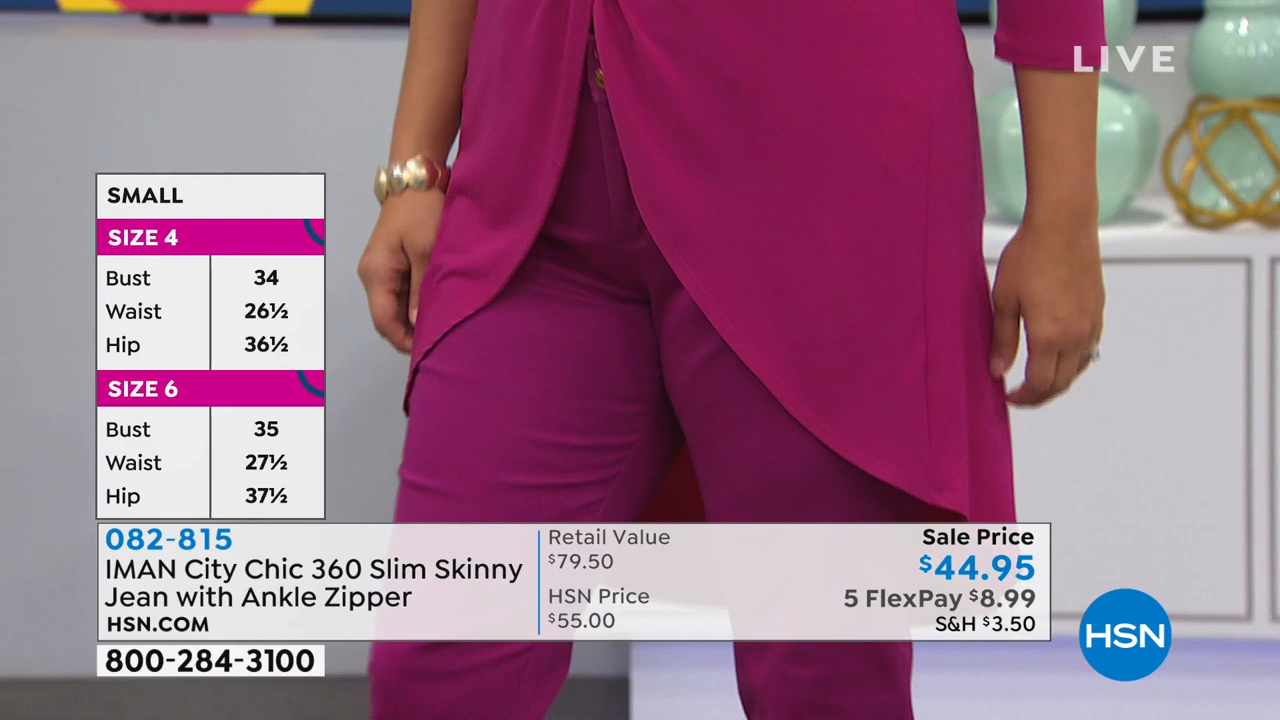 LIVE
SMALL
SIZE 4
Bust 34
Waist 26½
Hip 36½
SIZE 6
Bust 35
Waist 27½
Hip 37½
082-815
IMAN City Chic 360 Slim Skinny
Jean with Ankle Zipper
HSN.COM
Retail Value
$79.50
HSN Price
$55.00
Sale Price
$44.95
5 FlexPay $8.99
S&H $3.50
800-284-3100
HSN